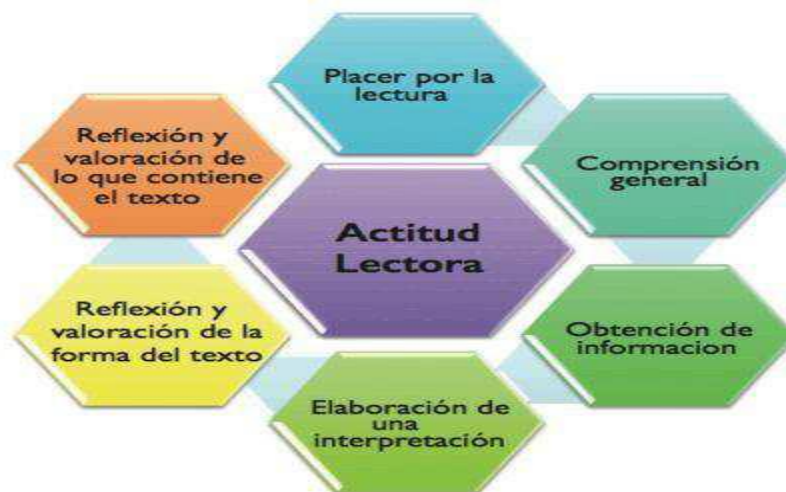 Placer por la
lectura
Comprensión
general
Obtención de
informacion
Elaboración de
una
interpretación
Reflexión y
valoración de la
forma del texto
Reflexión y
valoración de
lo que contiene
el texto
Actitud
Lectora